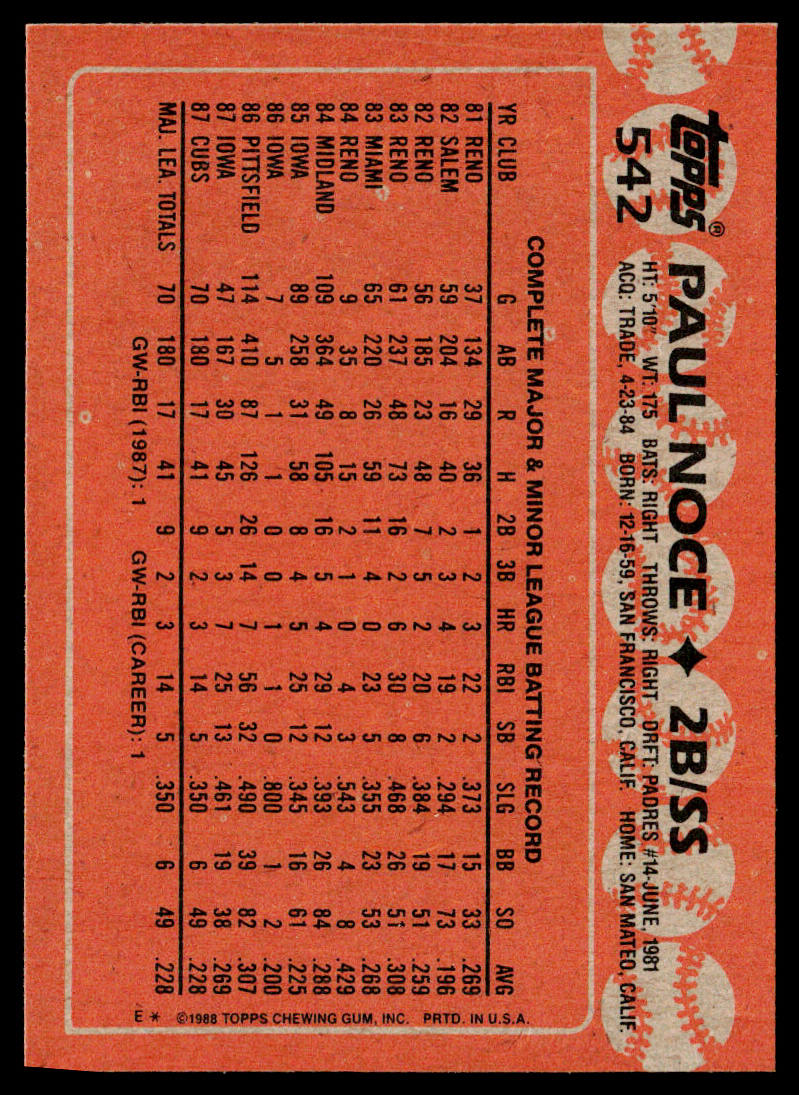 topps®
542
PAUL NOCE ✦ 2B/SS
HT: 5'10" WT: 175 BATS: RIGHT THROWS: RIGHT DRFT: PADRES #14-JUNE, 1981
ACQ: TRADE, 4-23-84 BORN: 12-16-59, SAN FRANCISCO, CALIF. HOME: SAN MATEO, CALIF.
COMPLETE MAJOR & MINOR LEAGUE BATTING RECORD
YR CLUB G AB R H 2B 3B HR RBI SB SLG BB SO AVG
81 RENO 37 134 29 36 1 2 3 22 2 .373 15 33 .269
82 SALEM 59 204 16 40 2 3 4 19 2 .294 17 73 .196
82 RENO 56 185 23 48 7 5 2 20 6 .384 19 51 .259
83 RENO 61 237 48 73 16 2 6 30 8 .468 26 51 .308
83 MIAMI 65 220 26 59 11 4 0 23 5 .355 23 53 .268
84 RENO 9 35 8 15 2 1 0 4 3 .543 4 8 .429
84 MIDLAND 109 364 49 105 16 5 4 29 12 .393 26 84 .288
85 IOWA 89 258 31 58 8 4 5 25 12 .345 16 61 .225
86 IOWA 7 5 1 1 0 0 1 1 0 .800 1 2 .200
86 PITTSFIELD 114 410 87 126 26 14 7 56 32 .490 39 82 .307
87 IOWA 47 167 30 45 5 3 7 25 13 .461 19 38 .269
87 CUBS 70 180 17 41 9 2 3 14 5 .350 6 49 .228
MAJ. LEA. TOTALS 70 180 17 41 9 2 3 14 5 .350 6 49 .228
GW-RBI (1987): 1 GW-RBI (CAREER): 1
E * ©1988 TOPPS CHEWING GUM, INC. PRTD. IN U.S.A.